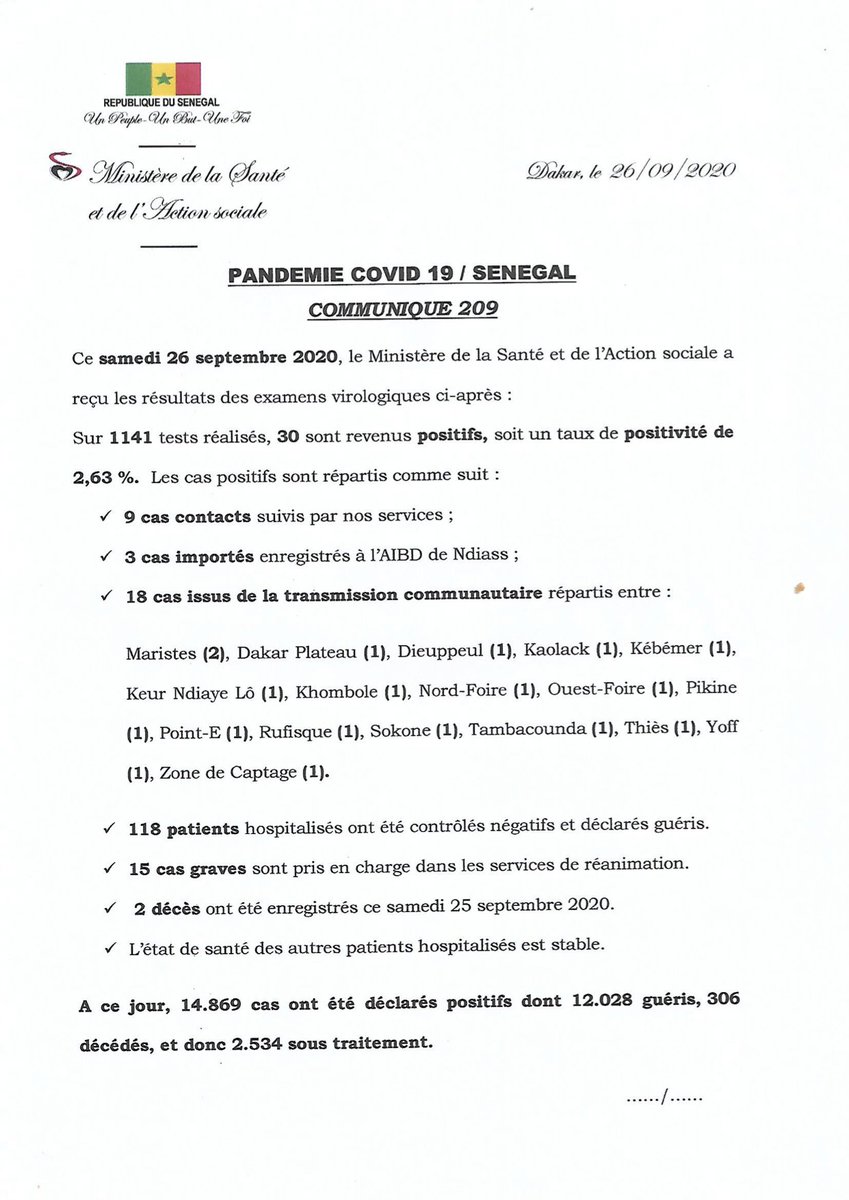 REPUBLIQUE DU SENEGAL
Un Peuple-Un But-Une Foi
Ministère de la Santé
et de l'Action sociale
Dakar, le 26/09/2020
PANDEMIE COVID 19 / SENEGAL
COMMUNIQUE 209
Ce samedi 26 septembre 2020, le Ministère de la Santé et de l'Action sociale a
reçu les résultats des examens virologiques ci-après :
Sur 1141 tests réalisés, 30 sont revenus positifs, soit un taux de positivité de
2,63 %. Les cas positifs sont répartis comme suit :
✓ 9 cas contacts suivis par nos services ;
✓ 3 cas importés enregistrés à l'AIBD de Ndiass ;
✓ 18 cas issus de la transmission communautaire répartis entre :
Maristes (2), Dakar Plateau (1), Dieuppeul (1), Kaolack (1), Kébémer (1),
Keur Ndiaye Lô (1), Khombole (1), Nord-Foire (1), Ouest-Foire (1), Pikine
(1), Point-E (1), Rufisque (1), Sokone (1), Tambacounda (1), Thiès (1), Yoff
(1), Zone de Captage (1).
✓ 118 patients hospitalisés ont été contrôlés négatifs et déclarés guéris.
✓ 15 cas graves sont pris en charge dans les services de réanimation.
✓ 2 décès ont été enregistrés ce samedi 25 septembre 2020.
✓ L'état de santé des autres patients hospitalisés est stable.
A ce jour, 14.869 cas ont été déclarés positifs dont 12.028 guéris, 306
décédés, et donc 2.534 sous traitement.
....../......